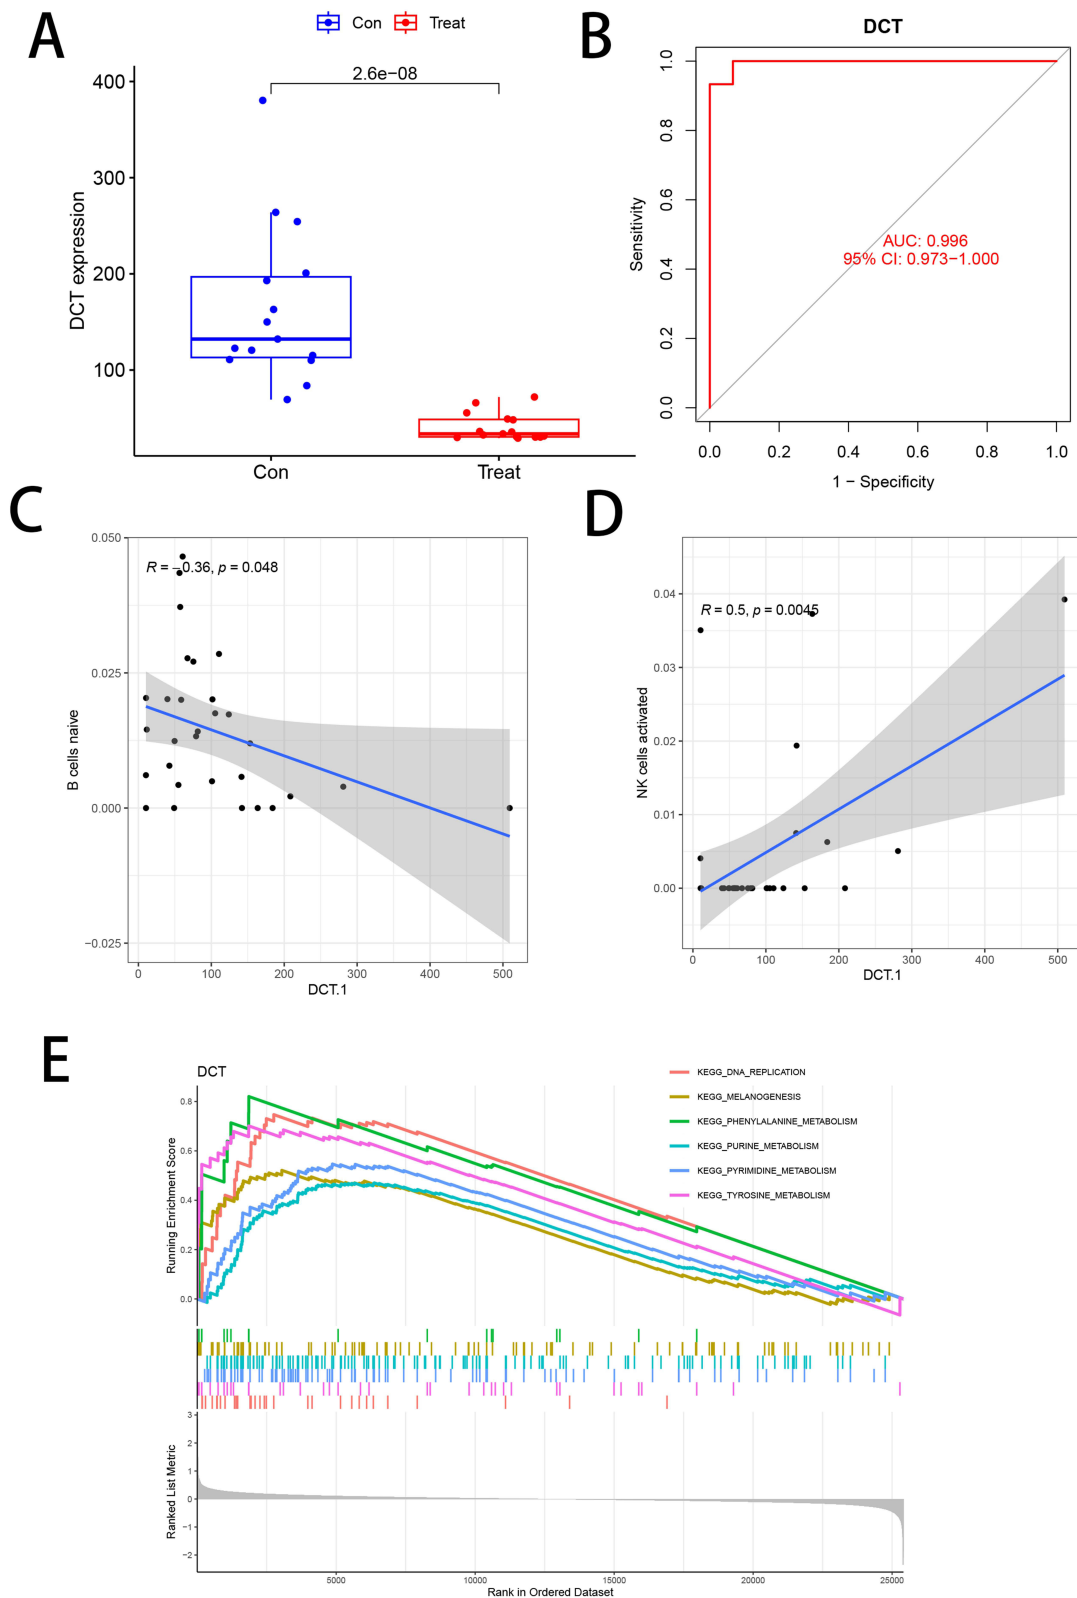 A
Con
Treat
2.6e−08
400
300
200
100
DCT expression
Con
Treat
B
DCT
1.0
0.8
0.6
0.4
0.2
0.0
Sensitivity
AUC: 0.996
95% CI: 0.973−1.000
0.0
0.2
0.4
0.6
0.8
1.0
1 − Specificity
C
R = −0.36, p = 0.048
0.050
0.025
0.000
−0.025
B cells naive
0
100
200
300
400
500
DCT.1
D
R = 0.5, p = 0.0045
0.04
0.03
0.02
0.01
0.00
NK cells activated
0
100
200
300
400
500
DCT.1
E
DCT
KEGG_DNA_REPLICATION
KEGG_MELANOGENESIS
KEGG_PHENYLALANINE_METABOLISM
KEGG_PURINE_METABOLISM
KEGG_PYRIMIDINE_METABOLISM
KEGG_TYROSINE_METABOLISM
0.8
0.6
0.4
0.2
0.0
Running Enrichment Score
3
2
1
0
−1
−2
Ranked List Metric
5000
10000
15000
20000
25000
Rank in Ordered Dataset